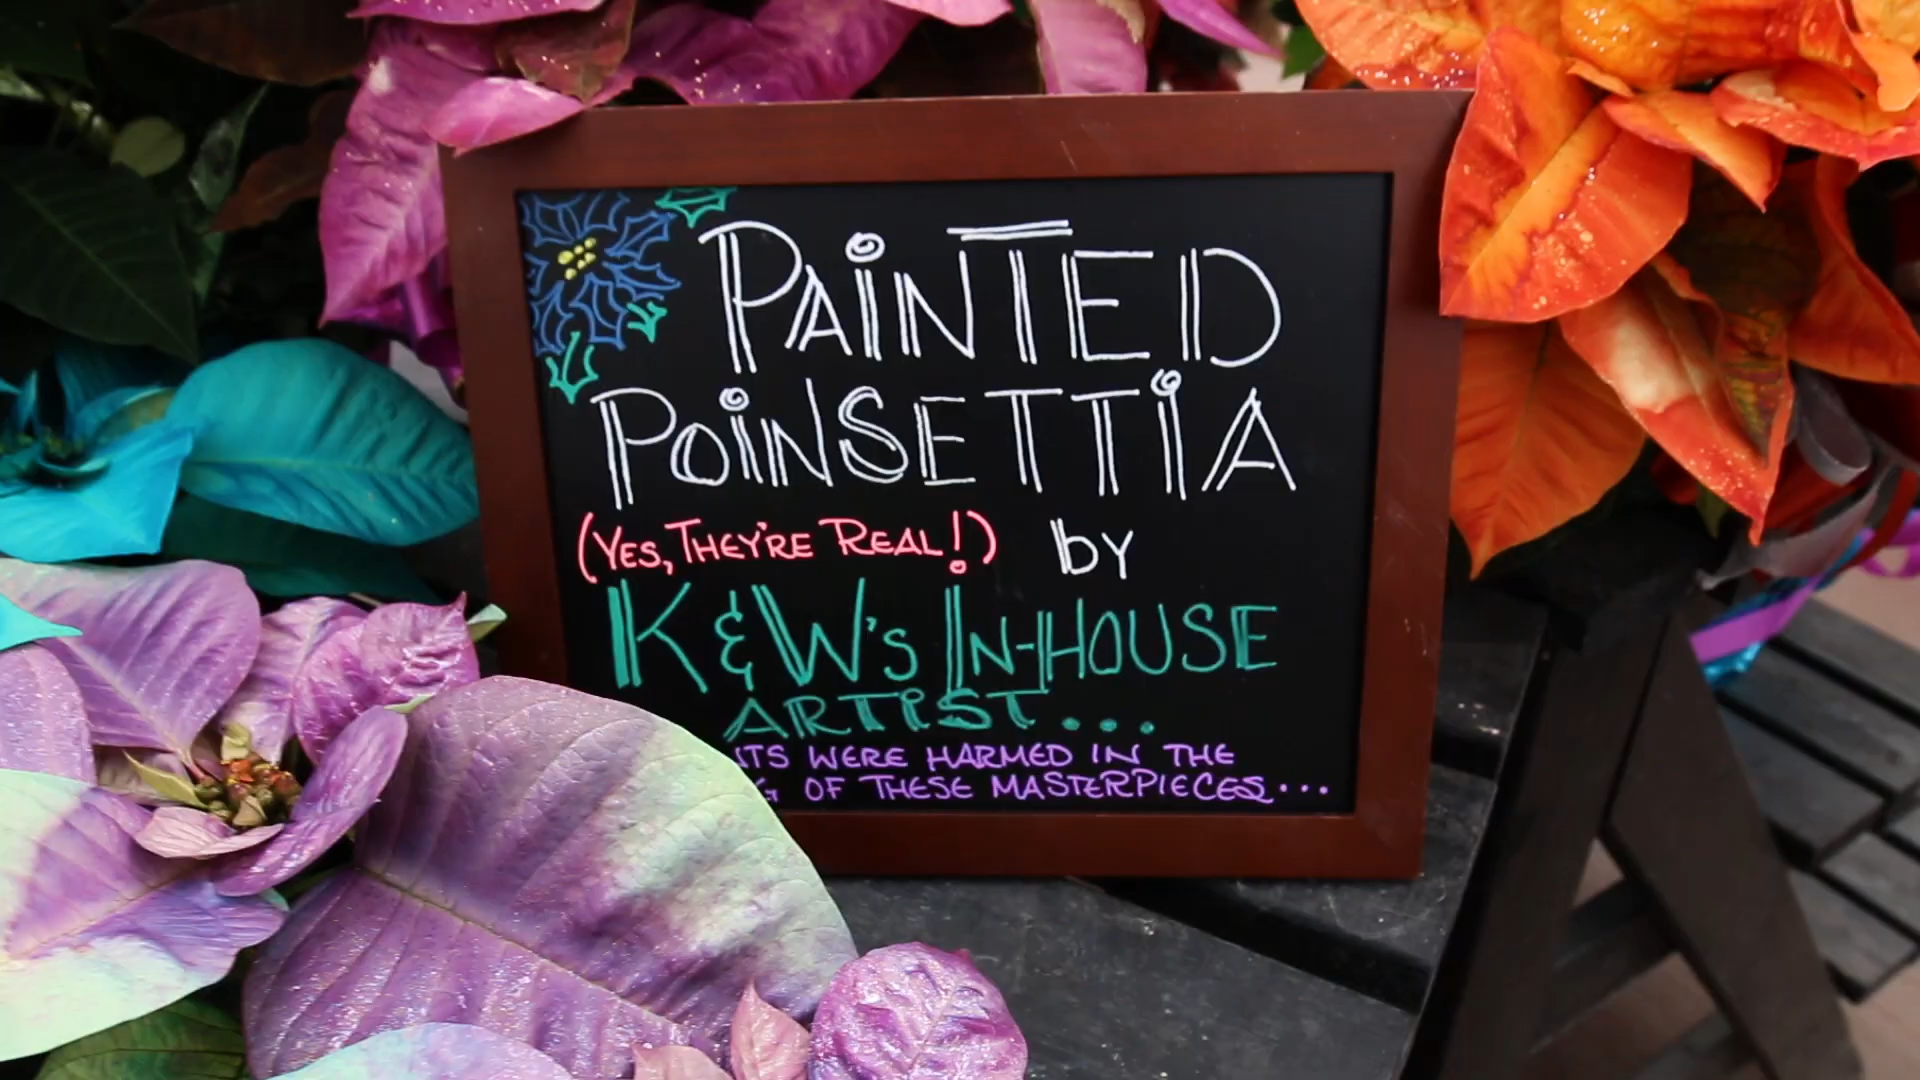 PAINTED
POINSETTIA
(YES, THEY'RE REAL!) by
K & W's IN-HOUSE
ARTIST...
WERE HARMED IN THE
OF THESE MASTERPIECES...